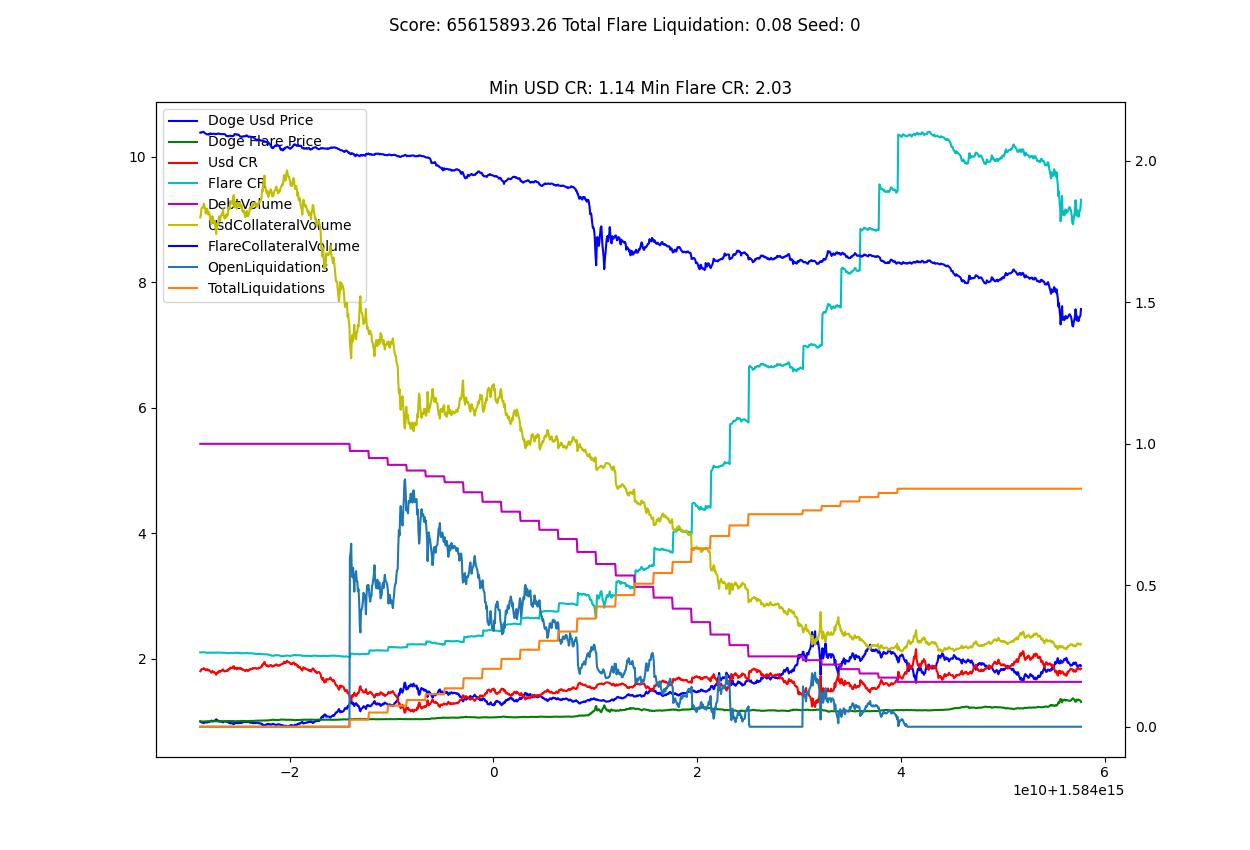 Score: 65615893.26 Total Flare Liquidation: 0.08 Seed: 0
Min USD CR: 1.14 Min Flare CR: 2.03
Doge Usd Price
Doge Flare Price
Usd CR
Flare CR
DebtVolume
UsdCollateralVolume
FlareCollateralVolume
OpenLiquidations
TotalLiquidations
10
8
6
4
2
2.0
1.5
1.0
0.5
0.0
−2
0
2
4
6
1e10+1.584e15